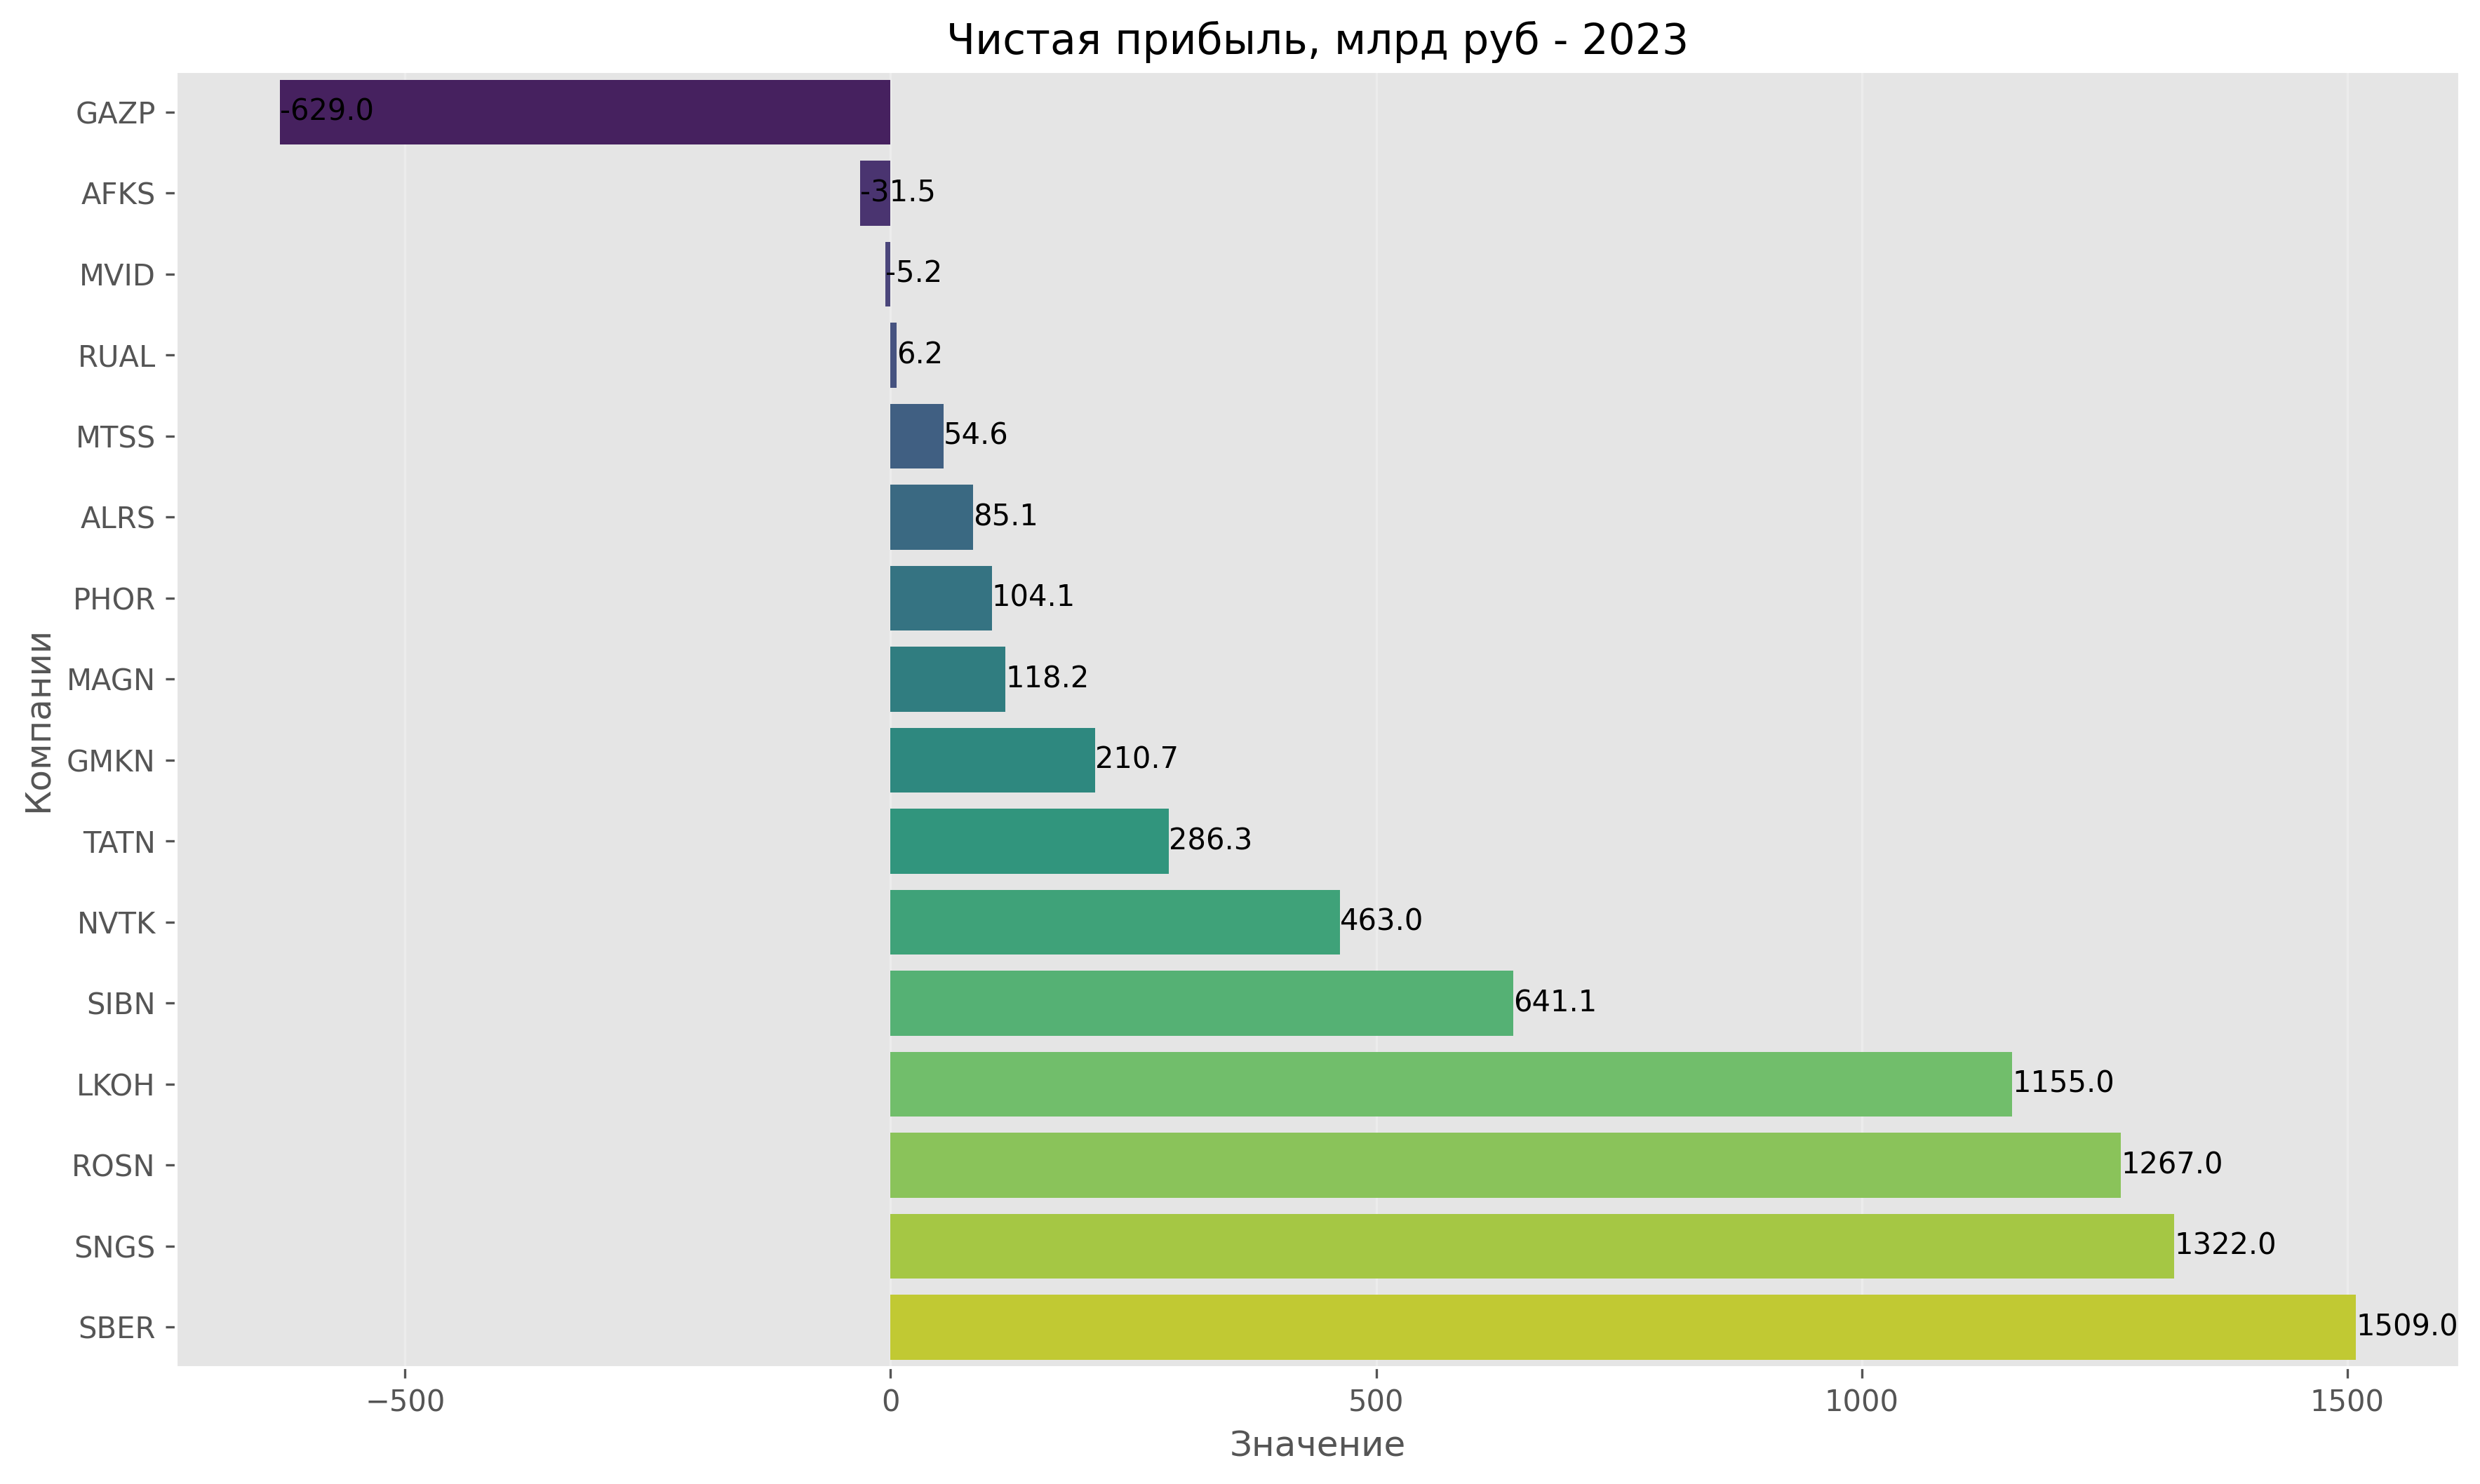 Чистая прибыль, млрд руб - 2023
GAZP -629.0
AFKS -31.5
MVID -5.2
RUAL 6.2
MTSS 54.6
ALRS 85.1
PHOR 104.1
MAGN 118.2
GMKN 210.7
TATN 286.3
NVTK 463.0
SIBN 641.1
LKOH 1155.0
ROSN 1267.0
SNGS 1322.0
SBER 1509.0
Компании
−500 0 500 1000 1500
Значение